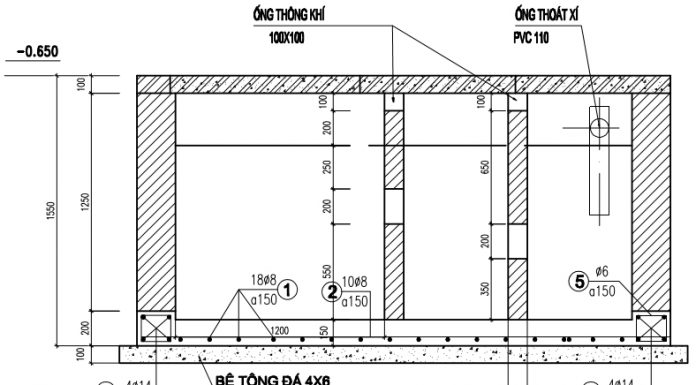 ỐNG THÔNG KHÍ
100X100
ỐNG THOÁT XÍ
PVC 110
-0.650
100
100
100
200
250
200
650
1550
1250
200
550
350
18ø8
a150
1
2
10ø8
a150
5
ø6
a150
200
100
1200
150
4ø14
BÊ TÔNG ĐÁ 4X6
4ø14